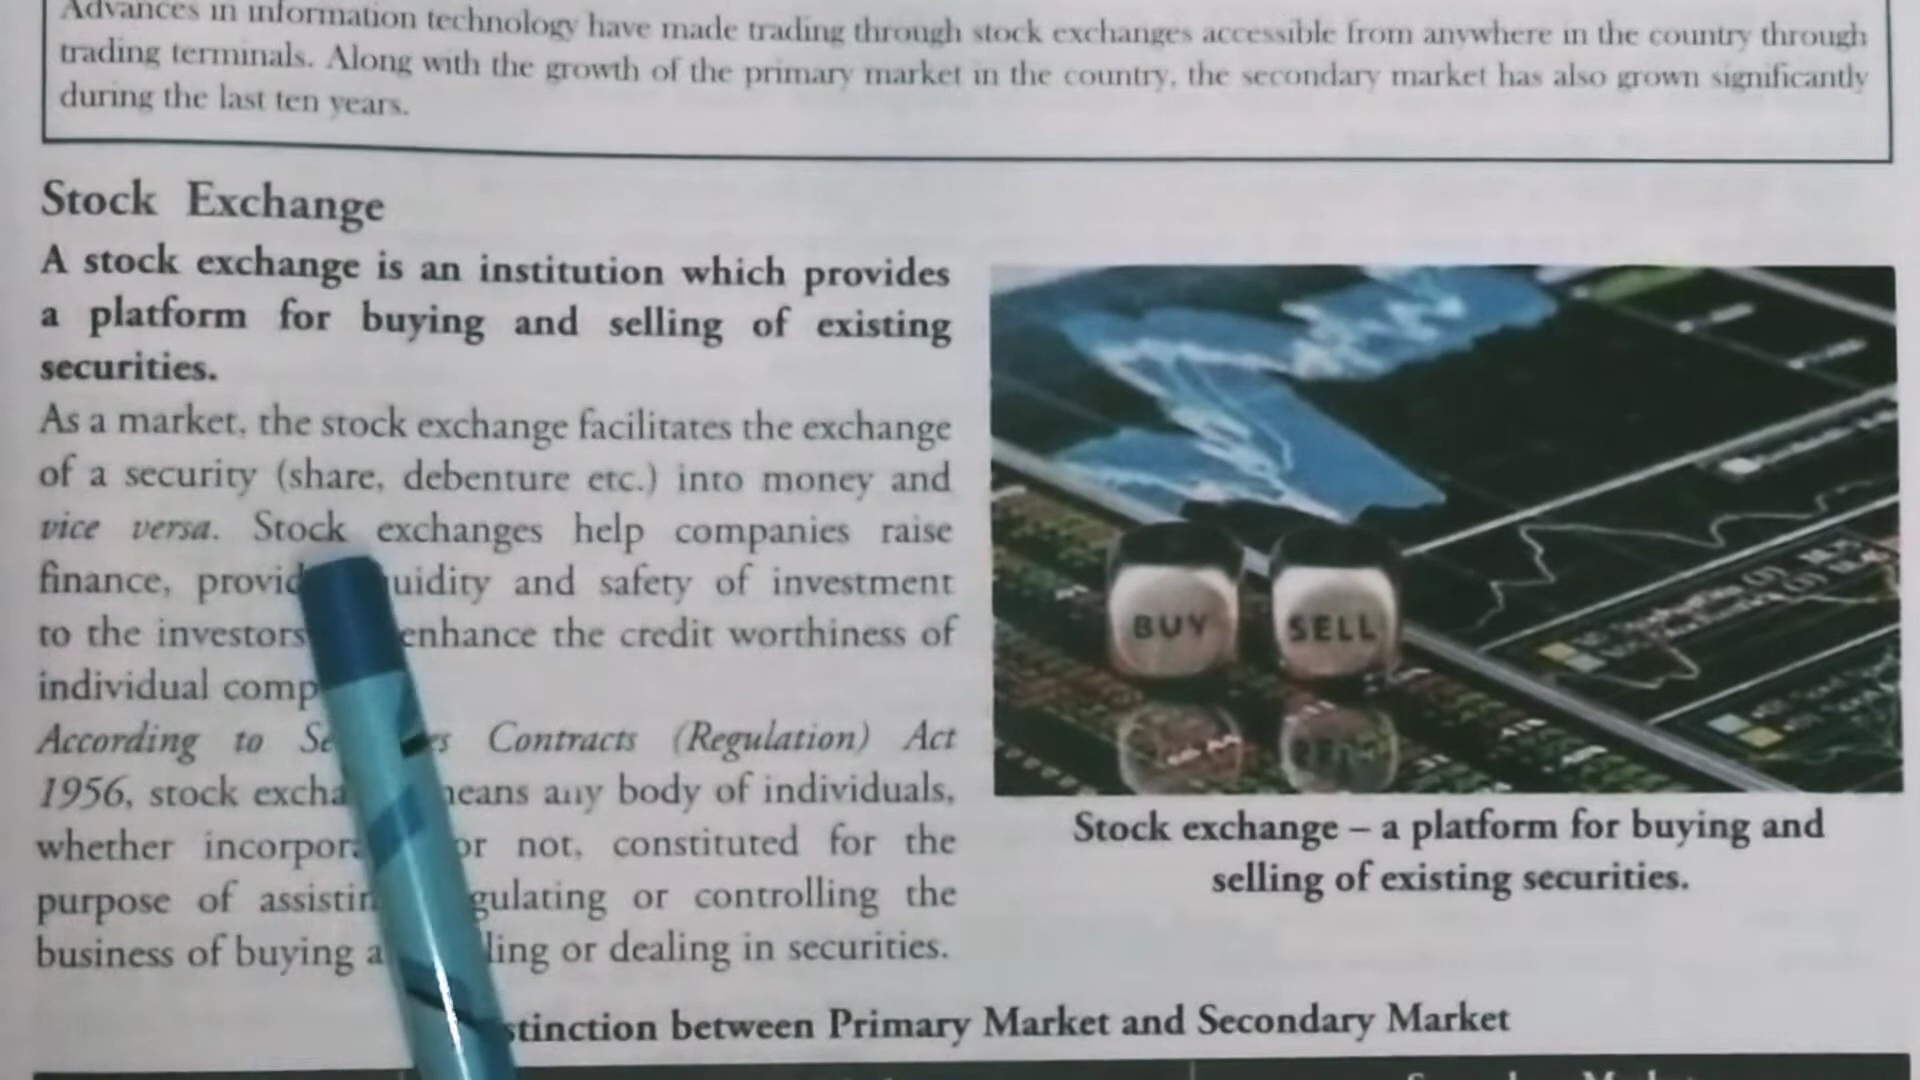 Advances in information technology have made trading through stock exchanges accessible from anywhere in the country through
trading terminals. Along with the growth of the primary market in the country, the secondary market has also grown significantly
during the last ten years.
Stock Exchange
A stock exchange is an institution which provides
a platform for buying and selling of existing
securities.
As a market, the stock exchange facilitates the exchange
of a security (share, debenture etc.) into money and
vice versa. Stock exchanges help companies raise
finance, provid uidity and safety of investment
to the investors enhance the credit worthiness of
individual comp
According to Se s Contracts (Regulation) Act
1956, stock excha means any body of individuals,
whether incorpor or not, constituted for the
purpose of assistin gulating or controlling the
business of buying a ling or dealing in securities.
BUY SELL
Stock exchange – a platform for buying and
selling of existing securities.
stinction between Primary Market and Secondary Market